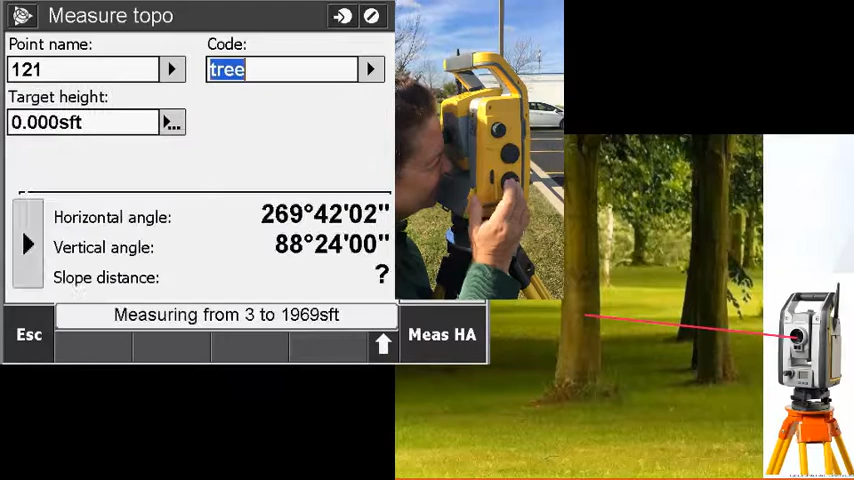 Measure topo
Point name:
Code:
121
tree
Target height:
0.000sft
Horizontal angle:
269°42'02"
Vertical angle:
88°24'00"
Slope distance:
?
Measuring from 3 to 1969sft
Esc
Meas HA